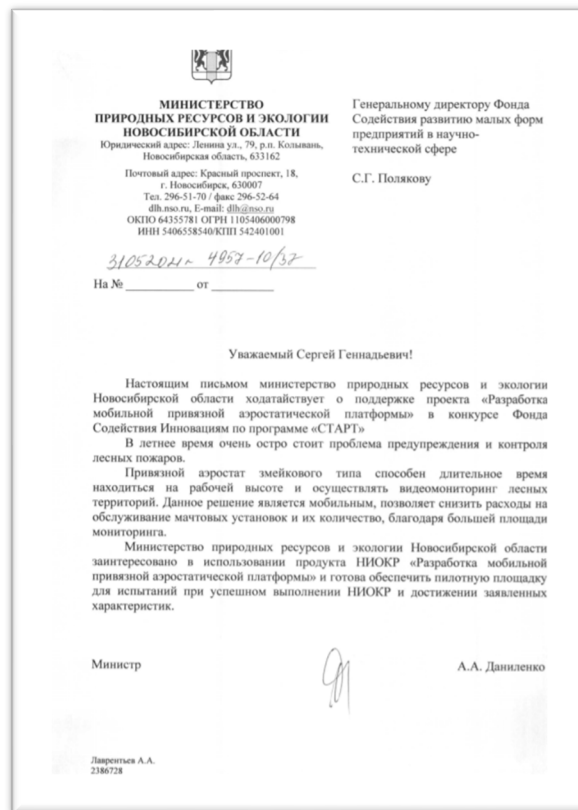 МИНИСТЕРСТВО
ПРИРОДНЫХ РЕСУРСОВ И ЭКОЛОГИИ
НОВОСИБИРСКОЙ ОБЛАСТИ
Юридический адрес: Ленина ул., 79, р.п. Колывань,
Новосибирская область, 633162
Почтовый адрес: Красный проспект, 18,
г. Новосибирск, 630007
Тел. 296-51-70 / факс 296-52-64
dlh.nso.ru, E-mail: dlh@nso.ru
ОКПО 64355781 ОГРН 1105406000798
ИНН 5406558540/КПП 542401001
31052021г 4957-10/37
На № ___________ от __________
Генеральному директору Фонда
Содействия развитию малых форм
предприятий в научно-
технической сфере
С.Г. Полякову
Уважаемый Сергей Геннадьевич!
Настоящим письмом министерство природных ресурсов и экологии
Новосибирской области ходатайствует о поддержке проекта «Разработка
мобильной привязной аэростатической платформы» в конкурсе Фонда
Содействия Инновациям по программе «СТАРТ»
В летнее время очень остро стоит проблема предупреждения и контроля
лесных пожаров.
Привязной аэростат змейкового типа способен длительное время
находиться на рабочей высоте и осуществлять видеомониторинг лесных
территорий. Данное решение является мобильным, позволяет снизить расходы на
обслуживание мачтовых установок и их количество, благодаря большей площади
мониторинга.
Министерство природных ресурсов и экологии Новосибирской области
заинтересовано в использовании продукта НИОКР «Разработка мобильной
привязной аэростатической платформы» и готова обеспечить пилотную площадку
для испытаний при успешном выполнении НИОКР и достижении заявленных
характеристик.
Министр
А.А. Даниленко
Лаврентьев А.А.
2386728